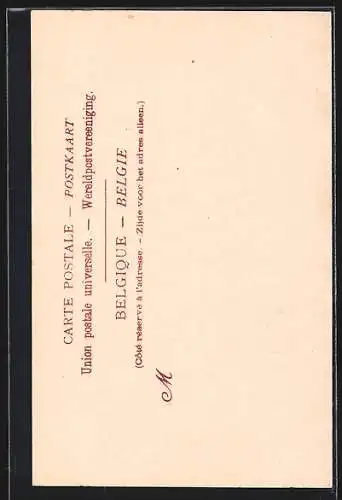 CARTE POSTALE — POSTKAART
Union postale universelle. — Wereldpostvereeniging.
BELGIQUE — BELGIE
(Côté réservé à l'adresse. — Zijde voor het adres alleen.)
M